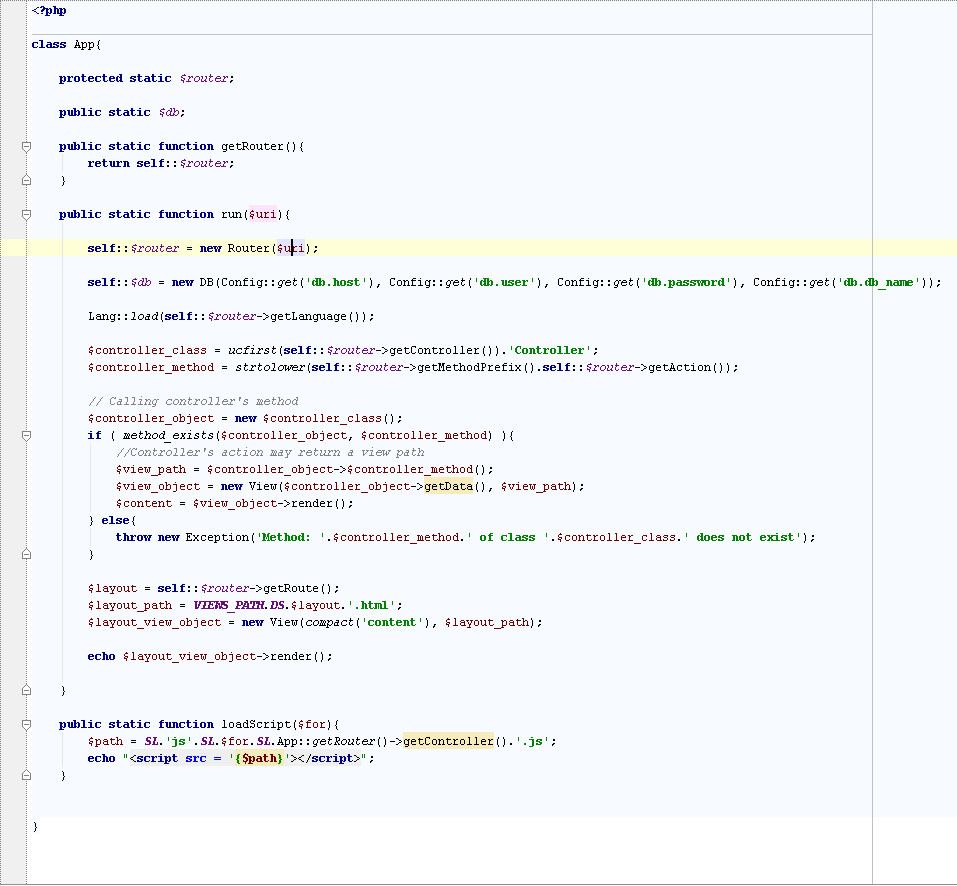 <?php
class App{
protected static $router;
public static $db;
public static function getRouter(){
return self::$router;
}
public static function run($uri){
self::$router = new Router($uri);
self::$db = new DB(Config::get('db.host'), Config::get('db.user'), Config::get('db.password'), Config::get('db.db_name'));
Lang::load(self::$router->getLanguage());
$controller_class = ucfirst(self::$router->getController()).'Controller';
$controller_method = strtolower(self::$router->getMethodPrefix().self::$router->getAction());
// Calling controller's method
$controller_object = new $controller_class();
if ( method_exists($controller_object, $controller_method) ){
//Controller's action may return a view path
$view_path = $controller_object->$controller_method();
$view_object = new View($controller_object->getData(), $view_path);
$content = $view_object->render();
} else{
throw new Exception('Method: '.$controller_method.' of class '.$controller_class.' does not exist');
}
$layout = self::$router->getRoute();
$layout_path = VIEWS_PATH.DS.$layout.'.html';
$layout_view_object = new View(compact('content'), $layout_path);
echo $layout_view_object->render();
}
public static function loadScript($for){
$path = SL.'js'.SL.$for.SL.App::getRouter()->getController().'.js';
echo "<script src = '{$path}'></script>";
}
}